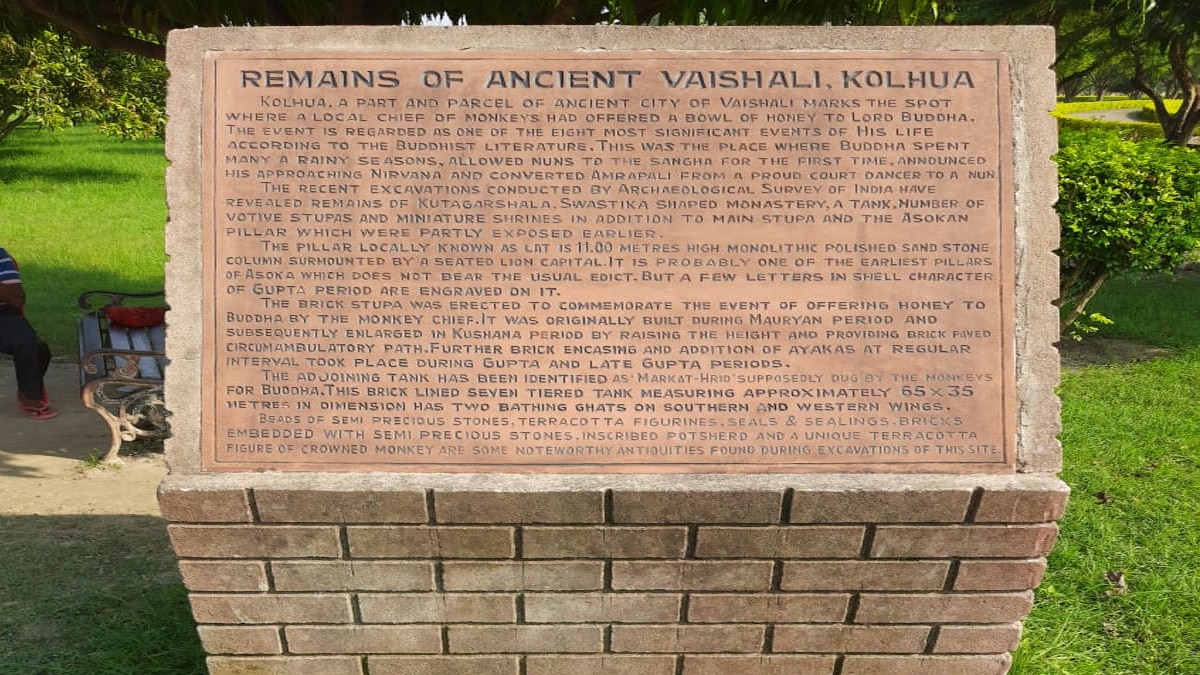 REMAINS OF ANCIENT VAISHALI, KOLHUA
KOLHUA, A PART AND PARCEL OF ANCIENT CITY OF VAISHALI MARKS THE SPOT
WHERE A LOCAL CHIEF OF MONKEYS HAD OFFERED A BOWL OF HONEY TO LORD BUDDHA.
THE EVENT IS REGARDED AS ONE OF THE EIGHT MOST SIGNIFICANT EVENTS OF HIS LIFE
ACCORDING TO THE BUDDHIST LITERATURE. THIS WAS THE PLACE WHERE BUDDHA SPENT
MANY A RAINY SEASONS, ALLOWED NUNS TO THE SANGHA FOR THE FIRST TIME, ANNOUNCED
HIS APPROACHING NIRVANA AND CONVERTED AMRAPALI FROM A PROUD COURT DANCER TO A NUN.
THE RECENT EXCAVATIONS CONDUCTED BY ARCHAEOLOGICAL SURVEY OF INDIA HAVE
REVEALED REMAINS OF KUTAGARSHALA, SWASTIKA SHAPED MONASTERY, A TANK, NUMBER OF
VOTIVE STUPAS AND MINIATURE SHRINES IN ADDITION TO MAIN STUPA AND THE ASOKAN
PILLAR WHICH WERE PARTLY EXPOSED EARLIER.
THE PILLAR LOCALLY KNOWN AS LAT IS 11.00 METRES HIGH MONOLITHIC POLISHED SAND STONE
COLUMN SURMOUNTED BY A SEATED LION CAPITAL. IT IS PROBABLY ONE OF THE EARLIEST PILLARS
OF ASOKA WHICH DOES NOT BEAR THE USUAL EDICT. BUT A FEW LETTERS IN SHELL CHARACTER
OF GUPTA PERIOD ARE ENGRAVED ON IT.
THE BRICK STUPA WAS ERECTED TO COMMEMORATE THE EVENT OF OFFERING HONEY TO
BUDDHA BY THE MONKEY CHIEF. IT WAS ORIGINALLY BUILT DURING MAURYAN PERIOD AND
SUBSEQUENTLY ENLARGED IN KUSHANA PERIOD BY RAISING THE HEIGHT AND PROVIDING BRICK PAVED
CIRCUMAMBULATORY PATH. FURTHER BRICK ENCASING AND ADDITION OF AYAKAS AT REGULAR
INTERVAL TOOK PLACE DURING GUPTA AND LATE GUPTA PERIODS.
THE ADJOINING TANK HAS BEEN IDENTIFIED AS 'MARKAT-HRID' SUPPOSEDLY DUG BY THE MONKEYS
FOR BUDDHA. THIS BRICK LINED SEVEN TIERED TANK MEASURING APPROXIMATELY 65×35
METRES IN DIMENSION HAS TWO BATHING GHATS ON SOUTHERN AND WESTERN WINGS.
BEADS OF SEMI PRECIOUS STONES, TERRACOTTA FIGURINES, SEALS & SEALINGS, BRICKS
EMBEDDED WITH SEMI PRECIOUS STONES, INSCRIBED POTSHERD AND A UNIQUE TERRACOTTA
FIGURE OF CROWNED MONKEY ARE SOME NOTEWORTHY ANTIQUITIES FOUND DURING EXCAVATIONS OF THIS SITE.